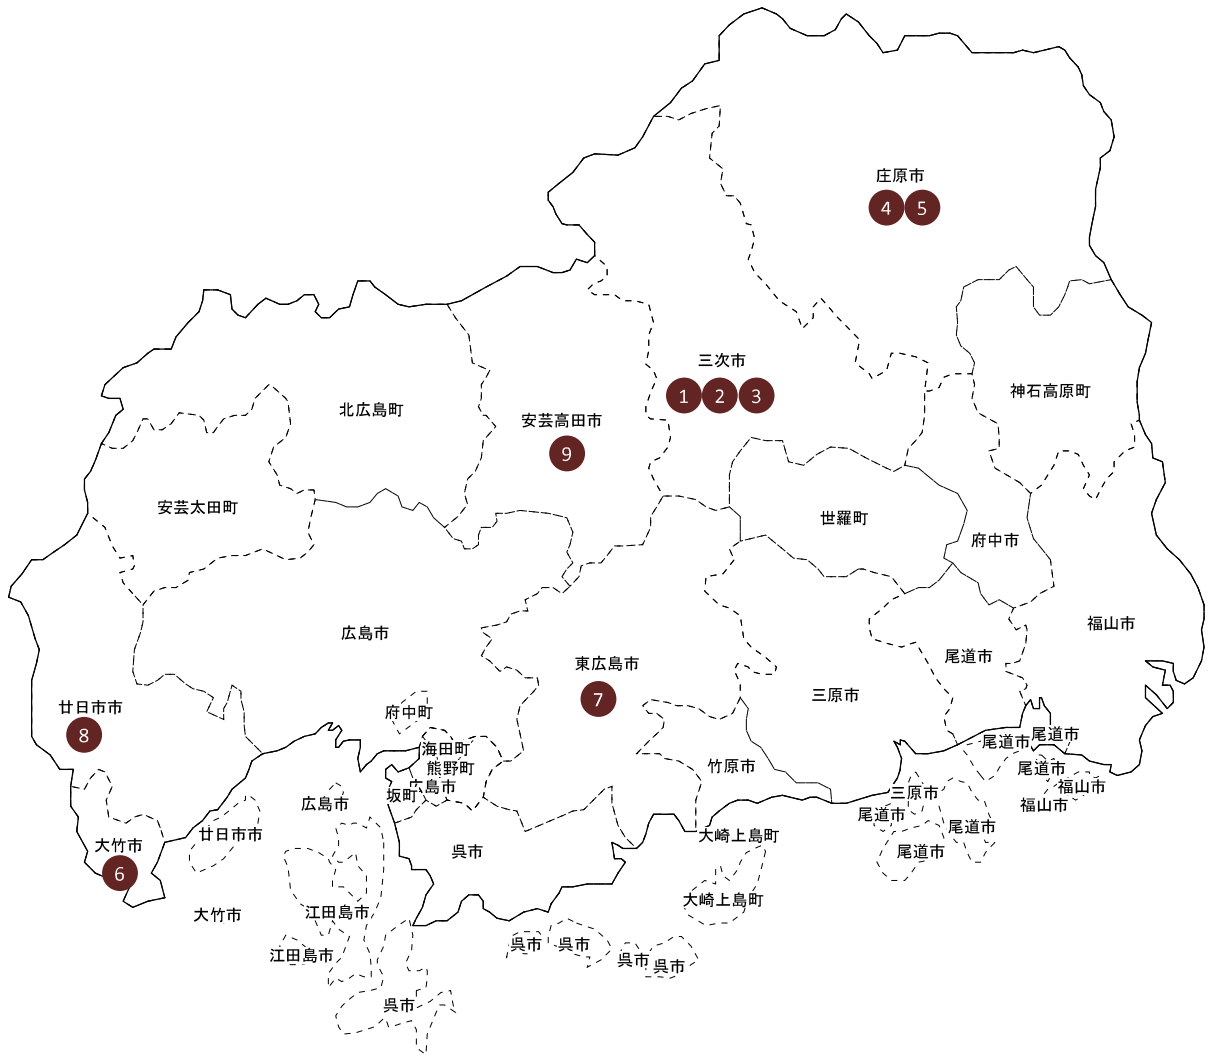 庄原市
4 5
三次市
1 2 3
神石高原町
北広島町
安芸高田市
9
安芸太田町
世羅町
府中市
福山市
広島市
尾道市
東広島市
7
三原市
廿日市市
8
府中町
尾道市
尾道市
海田町
熊野町
竹原市
尾道市
広島市
坂町
福山市
三原市
広島市
福山市
尾道市
尾道市
廿日市市
大崎上島町
大竹市
6
呉市
尾道市
大崎上島町
江田島市
大竹市
呉市
呉市
江田島市
呉市
呉市
呉市